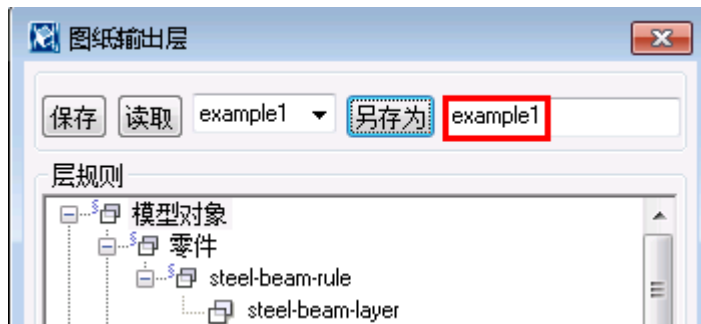 图纸输出层
保存 读取 example1 另存为 example1
层规则
模型对象
零件
steel-beam-rule
steel-beam-layer